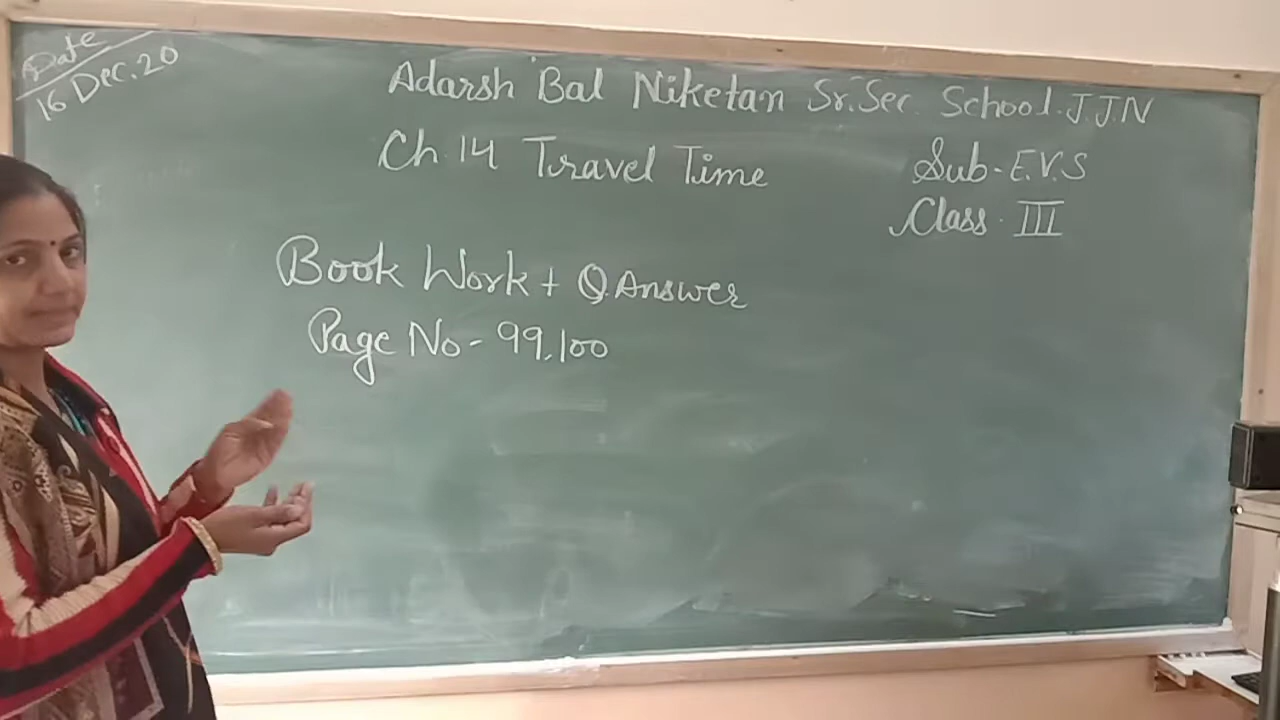 Date
16 Dec. 20
Adarsh Bal Niketan Sr. Sec. School. J.J.N
Ch. 14 Travel Time
Sub - E.V.S
Class - III
Book Work + Q. Answer
Page No - 99, 100